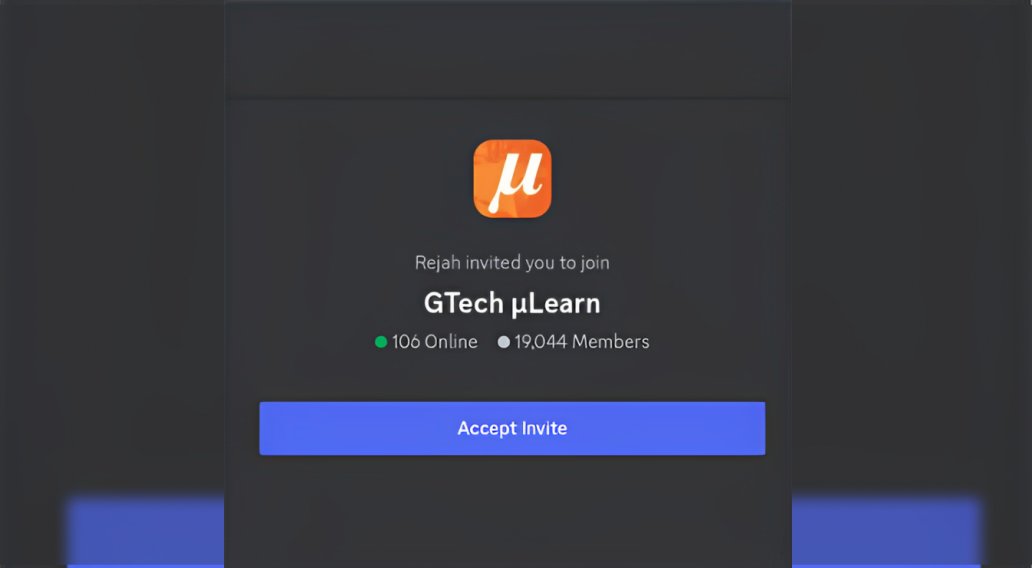 µ
Rejah invited you to join
GTech µLearn
106 Online 19,044 Members
Accept Invite